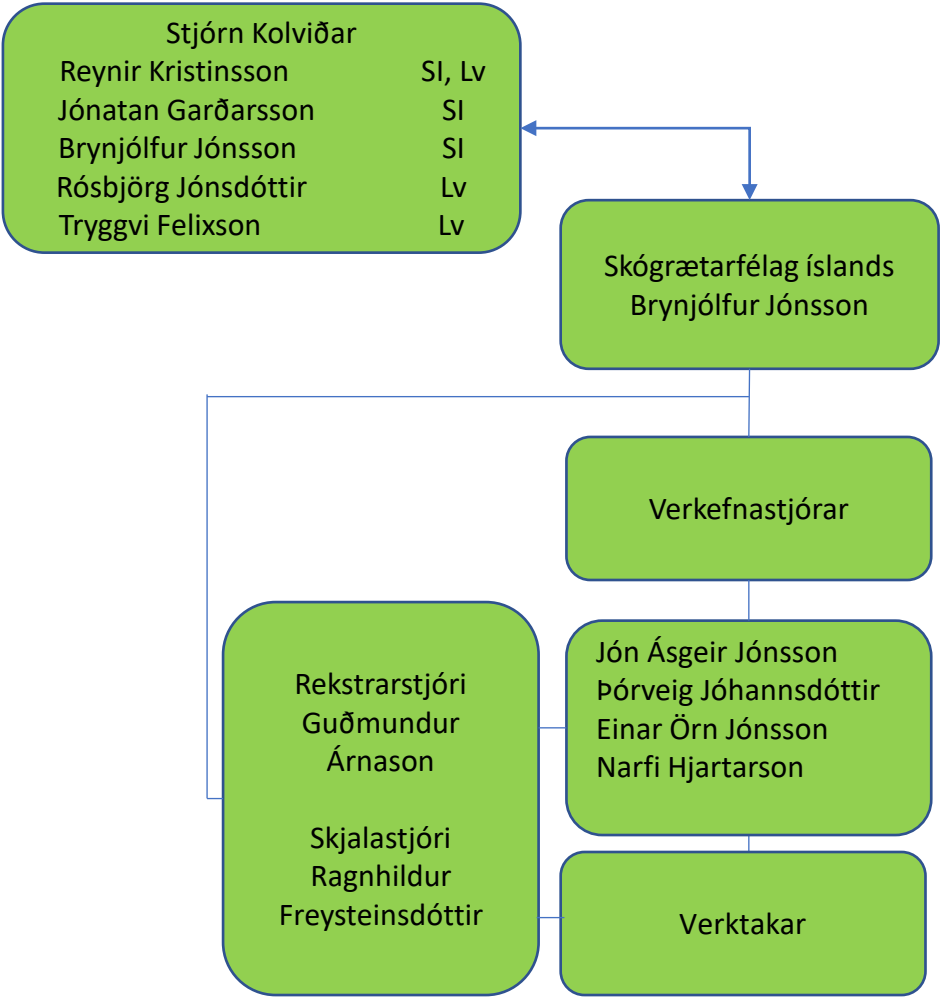 Stjórn Kolviðar
Reynir Kristinsson SI, Lv
Jónatan Garðarsson SI
Brynjólfur Jónsson SI
Rósbjörg Jónsdóttir Lv
Tryggvi Felixson Lv
Skógrætarfélag íslands
Brynjólfur Jónsson
Verkefnastjórar
Jón Ásgeir Jónsson
Þórveig Jóhannsdóttir
Einar Örn Jónsson
Narfi Hjartarson
Rekstrarstjóri
Guðmundur
Árnason
Skjalastjóri
Ragnhildur
Freysteinsdóttir
Verktakar